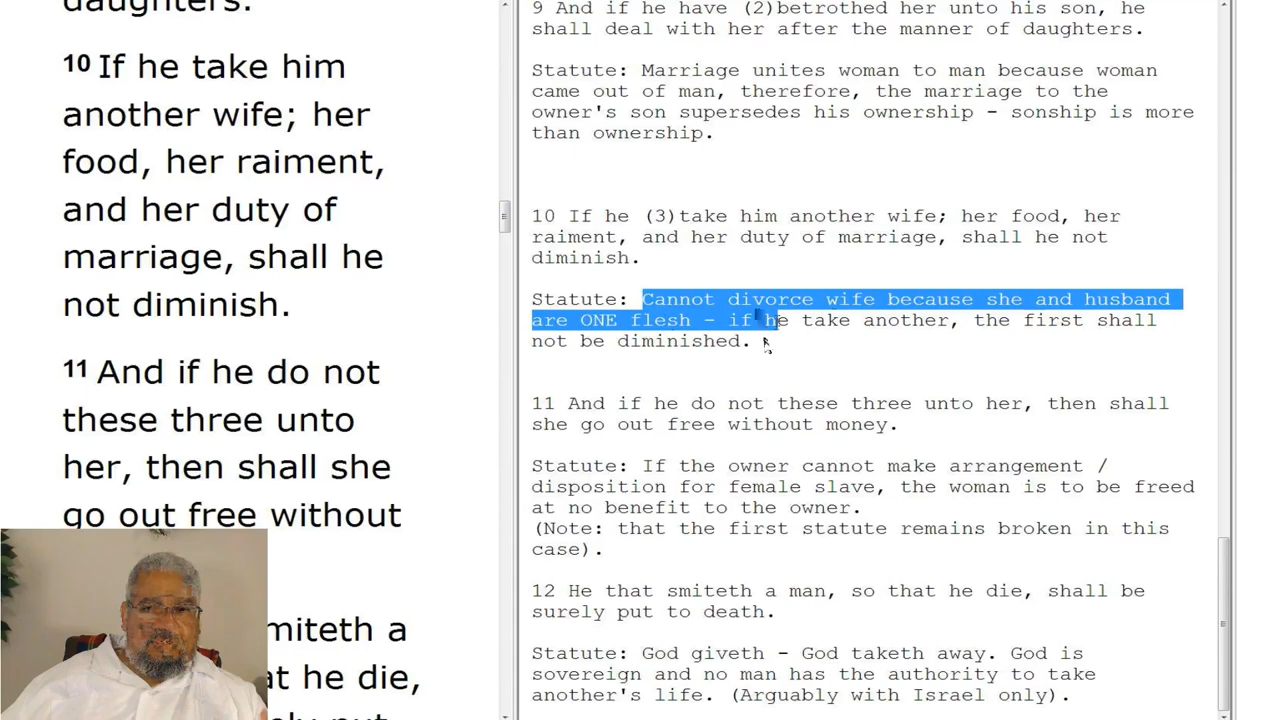 daughters.
10 If he take him
another wife; her
food, her raiment,
and her duty of
marriage, shall he
not diminish.
11 And if he do not
these three unto
her, then shall she
go out free without
miteth a
at he die,
9 And if he have (2)betrothed her unto his son, he
shall deal with her after the manner of daughters.
Statute: Marriage unites woman to man because woman
came out of man, therefore, the marriage to the
owner's son supersedes his ownership - sonship is more
than ownership.
10 If he (3)take him another wife; her food, her
raiment, and her duty of marriage, shall he not
diminish.
Statute: Cannot divorce wife because she and husband
are ONE flesh - if he take another, the first shall
not be diminished.
11 And if he do not these three unto her, then shall
she go out free without money.
Statute: If the owner cannot make arrangement /
disposition for female slave, the woman is to be freed
at no benefit to the owner.
(Note: that the first statute remains broken in this
case).
12 He that smiteth a man, so that he die, shall be
surely put to death.
Statute: God giveth - God taketh away. God is
sovereign and no man has the authority to take
another's life. (Arguably with Israel only).